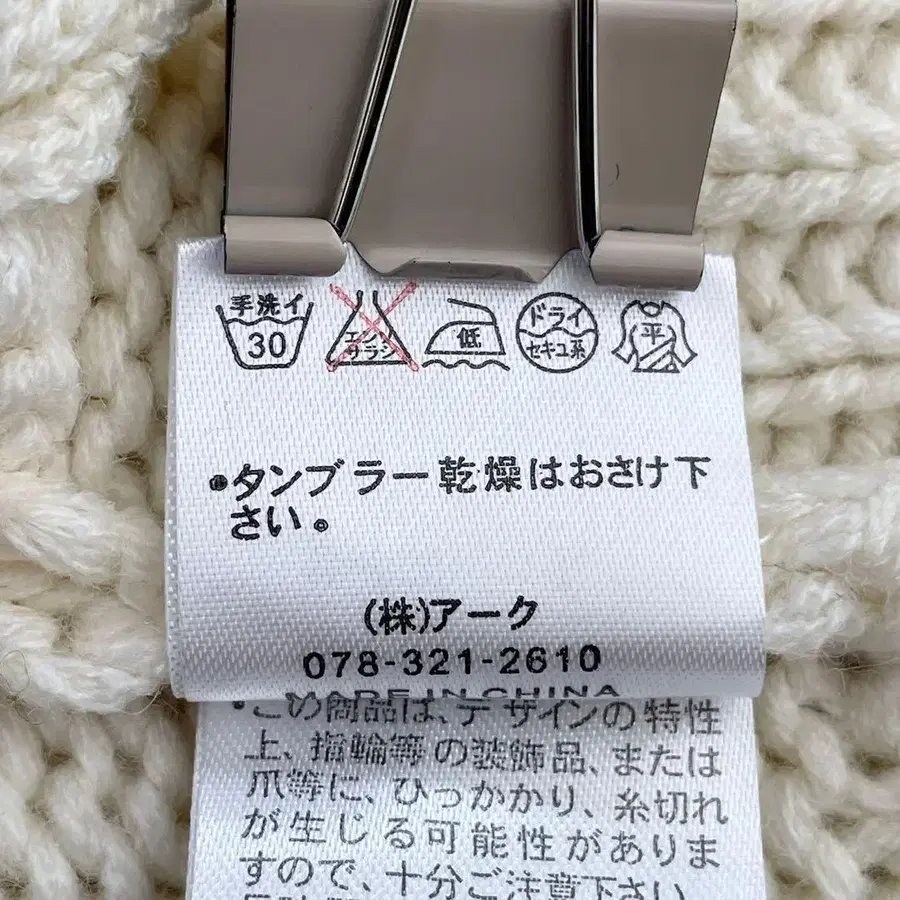 手洗イ 30 エンソサラシ 低 ドライ セキユ系 平
•タンブラー乾燥はおさけ下
さい。
(株)アーク
078-321-2610
MADE IN CHINA
•この商品は、デザインの特性
上、指輪等の装飾品、または
爪等に、ひっかかり、糸切れ
が生じる可能性がありま
すので、十分ご注意下さい。